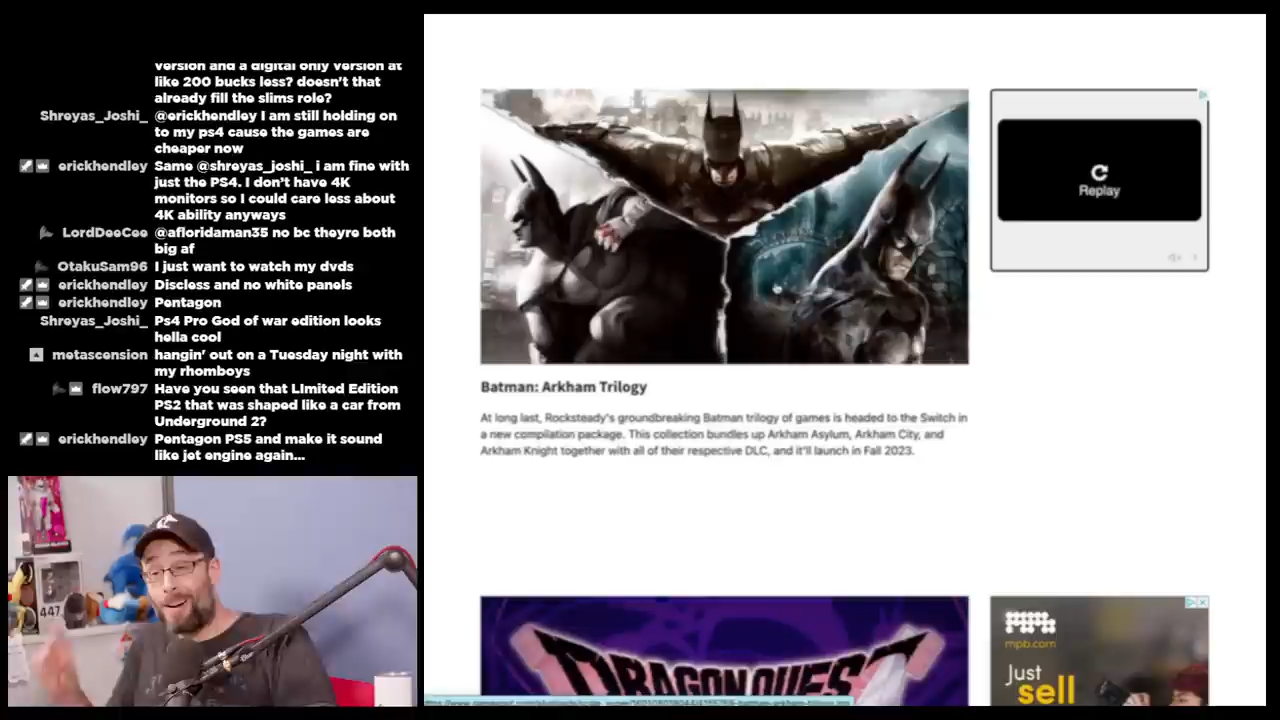 version and a digital only version at
like 200 bucks less? doesn't that
already fill the slims role?
Shreyas_Joshi_ @erickhendley I am still holding on
to my ps4 cause the games are
cheaper now
erickhendley Same @shreyas_joshi_ i am fine with
just the PS4. I don't have 4K
monitors so I could care less about
4K ability anyways
LordDeeCee @afloridaman35 no bc theyre both
big af
OtakuSam96 I just want to watch my dvds
erickhendley Discless and no white panels
erickhendley Pentagon
Shreyas_Joshi_ Ps4 Pro God of war edition looks
hella cool
metascension hangin' out on a Tuesday night with
my rhomboys
flow797 Have you seen that LImited Edition
PS2 that was shaped like a car from
Underground 2?
erickhendley Pentagon PS5 and make it sound
like jet engine again...
447
Replay
Batman: Arkham Trilogy
At long last, Rocksteady's groundbreaking Batman trilogy of games is headed to the Switch in
a new compilation package. This collection bundles up Arkham Asylum, Arkham City, and
Arkham Knight together with all of their respective DLC, and it'll launch in Fall 2023.
DRAGON QUEST
mpb.com
Just
sell